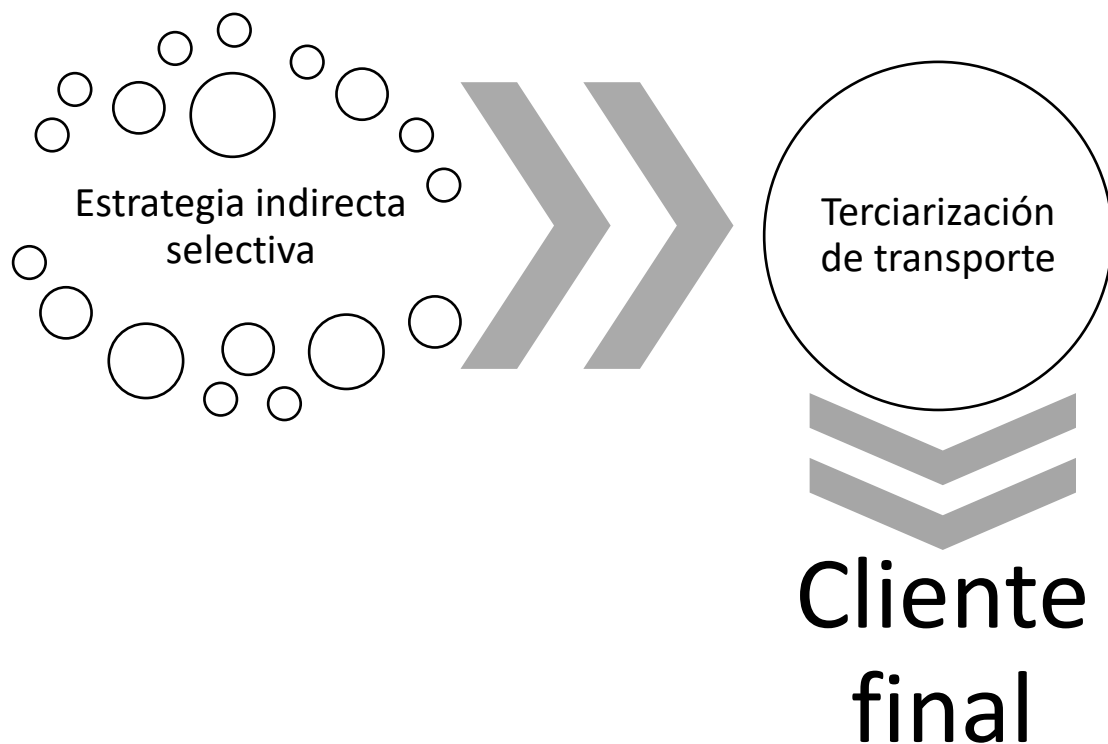 Estrategia indirecta
selectiva
Terciarización
de transporte
Cliente
final